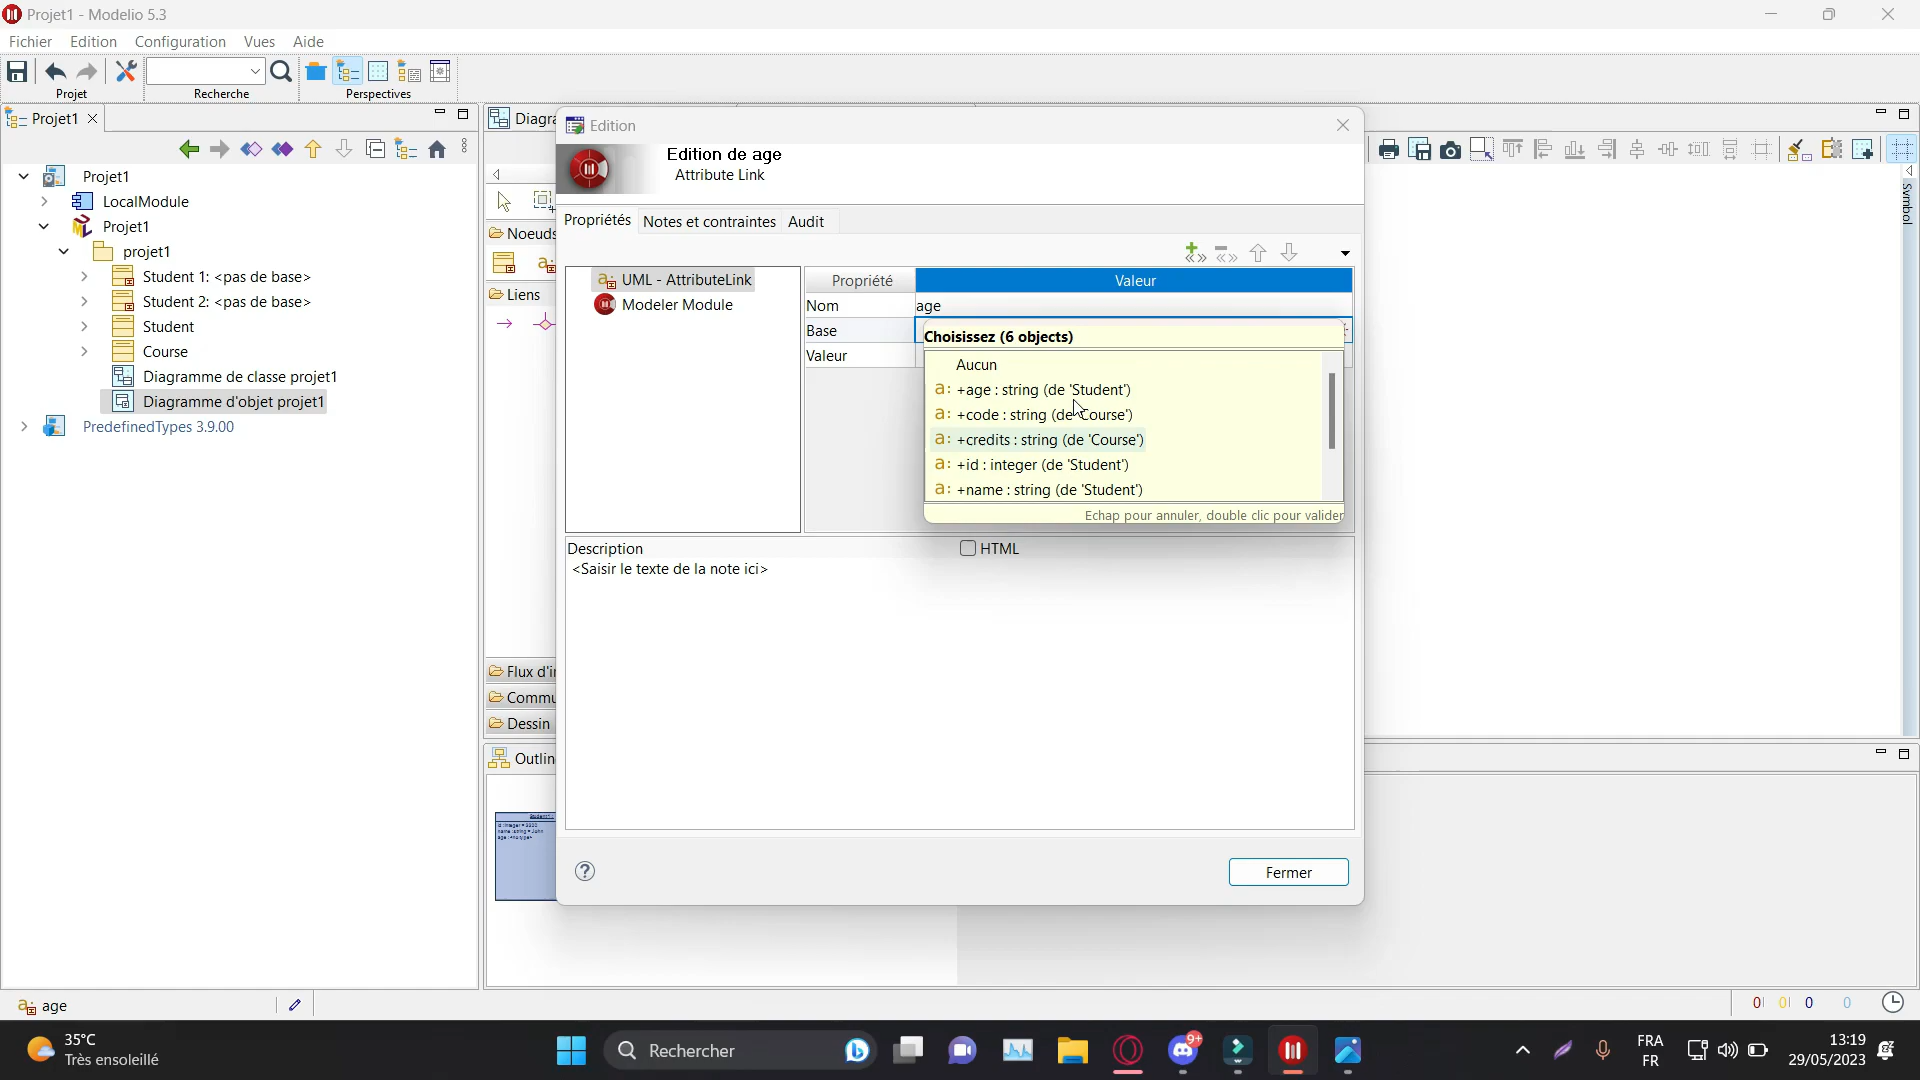 Projet1 - Modelio 5.3
Fichier Edition Configuration Vues Aide
Projet
Recherche
Perspectives
Projet1
Projet1
LocalModule
Projet1
projet1
Student 1: <pas de base>
Student 2: <pas de base>
Student
Course
Diagramme de classe projet1
Diagramme d'objet projet1
PredefinedTypes 3.9.00
Diagra
Noeuds
Liens
Flux d'i
Commu
Dessin
Outlin
Symbol
Edition
Edition de age
Attribute Link
Propriétés Notes et contraintes Audit
UML - AttributeLink
Modeler Module
Propriété Valeur
Nom age
Base
Valeur
Choisissez (6 objects)
Aucun
+age : string (de 'Student')
+code : string (de 'Course')
+credits : string (de 'Course')
+id : integer (de 'Student')
+name : string (de 'Student')
Echap pour annuler, double clic pour valider
Description HTML
<Saisir le texte de la note ici>
Fermer
age
0 0 0 0
35°C
Très ensoleillé
Rechercher
9+
FRA
FR
13:19
29/05/2023